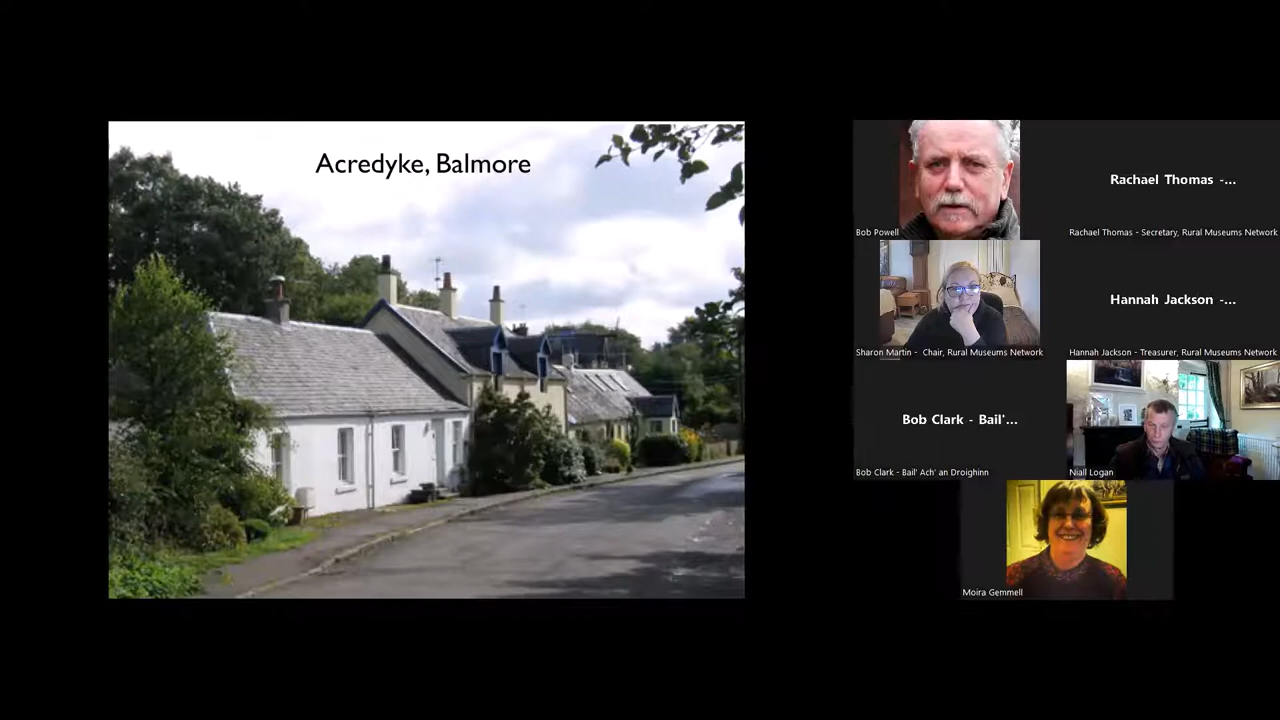 Acredyke, Balmore
Bob Powell
Rachael Thomas -...
Rachael Thomas - Secretary, Rural Museums Network
Sharon Martin - Chair, Rural Museums Network
Hannah Jackson -...
Hannah Jackson - Treasurer, Rural Museums Network
Bob Clark - Bail'...
Bob Clark - Bail' Ach' an Droighinn
Niall Logan
Moira Gemmell